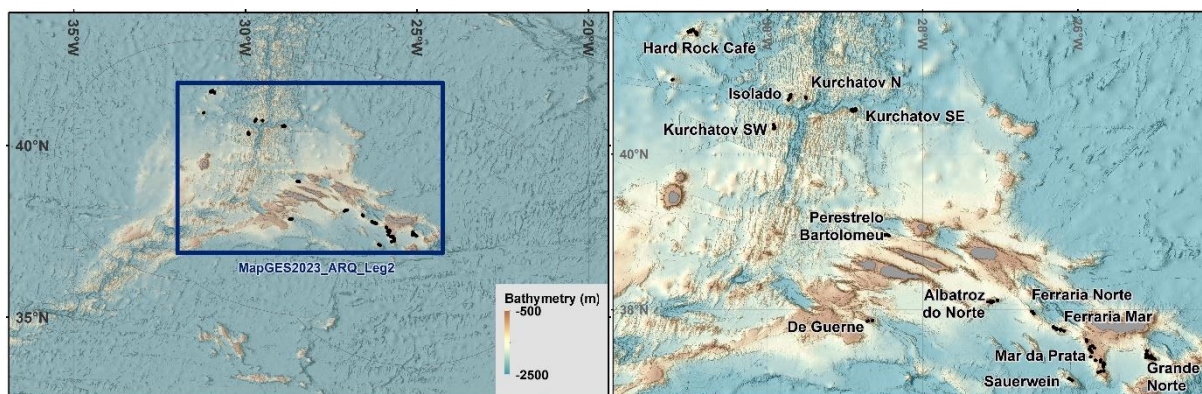 35°W
30°W
25°W
20°W
40°N
35°N
MapGES2023_ARQ_Leg2
Bathymetry (m)
-500
-2500
30°W
28°W
26°W
40°N
38°N
Hard Rock Café
Kurchatov N
Isolado
Kurchatov SE
Kurchatov SW
Perestrelo
Bartolomeu
Albatroz
do Norte
Ferraria Norte
Ferraria Mar
De Guerne
Mar da Prata
Grande
Norte
Sauerwein